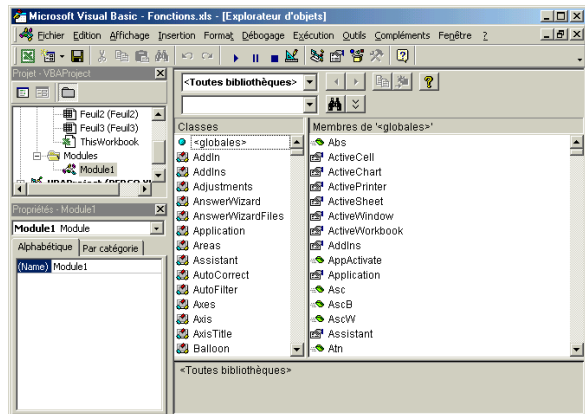 Microsoft Visual Basic - Fonctions.xls - [Explorateur d'objets]
Fichier Edition Affichage Insertion Format Débogage Exécution Outils Compléments Fenêtre ?
Projet - VBAProject
Feuil2 (Feuil2)
Feuil3 (Feuil3)
ThisWorkbook
Modules
Module1
Propriétés - Module1
Module1 Module
Alphabétique Par catégorie
(Name) Module1
<Toutes bibliothèques>
Classes
<globales>
AddIn
AddIns
Adjustments
AnswerWizard
AnswerWizardFiles
Application
Areas
Assistant
AutoCorrect
AutoFilter
Axes
Axis
AxisTitle
Balloon
Membres de '<globales>'
Abs
ActiveCell
ActiveChart
ActivePrinter
ActiveSheet
ActiveWindow
ActiveWorkbook
AddIns
AppActivate
Application
Asc
AscB
AscW
Assistant
Atn
<Toutes bibliothèques>